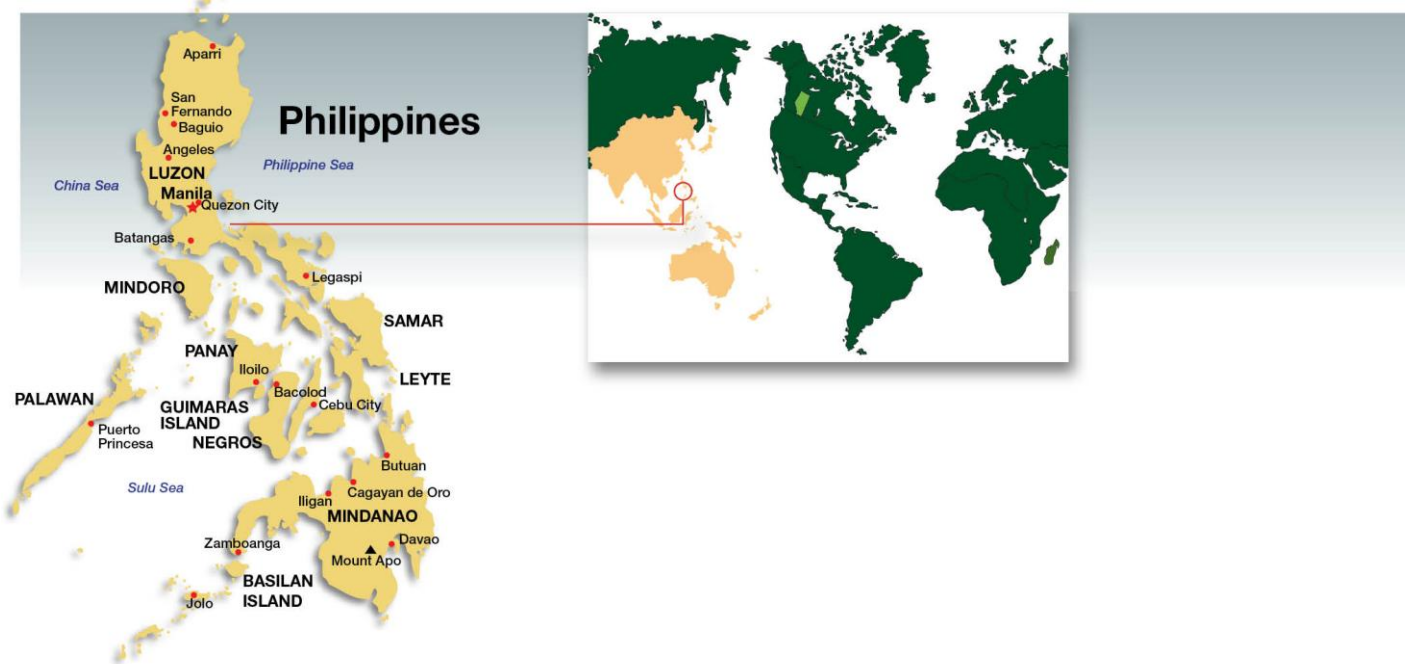 Aparri
San
Fernando
Baguio
Philippines
Angeles
Philippine Sea
LUZON
China Sea
Manila
Quezon City
Batangas
Legaspi
MINDORO
SAMAR
PANAY
Iloilo
LEYTE
Bacolod
PALAWAN
Cebu City
GUIMARAS
ISLAND
Puerto
Princesa
NEGROS
Butuan
Sulu Sea
Cagayan de Oro
Iligan
MINDANAO
Zamboanga
Davao
Mount Apo
BASILAN
ISLAND
Jolo